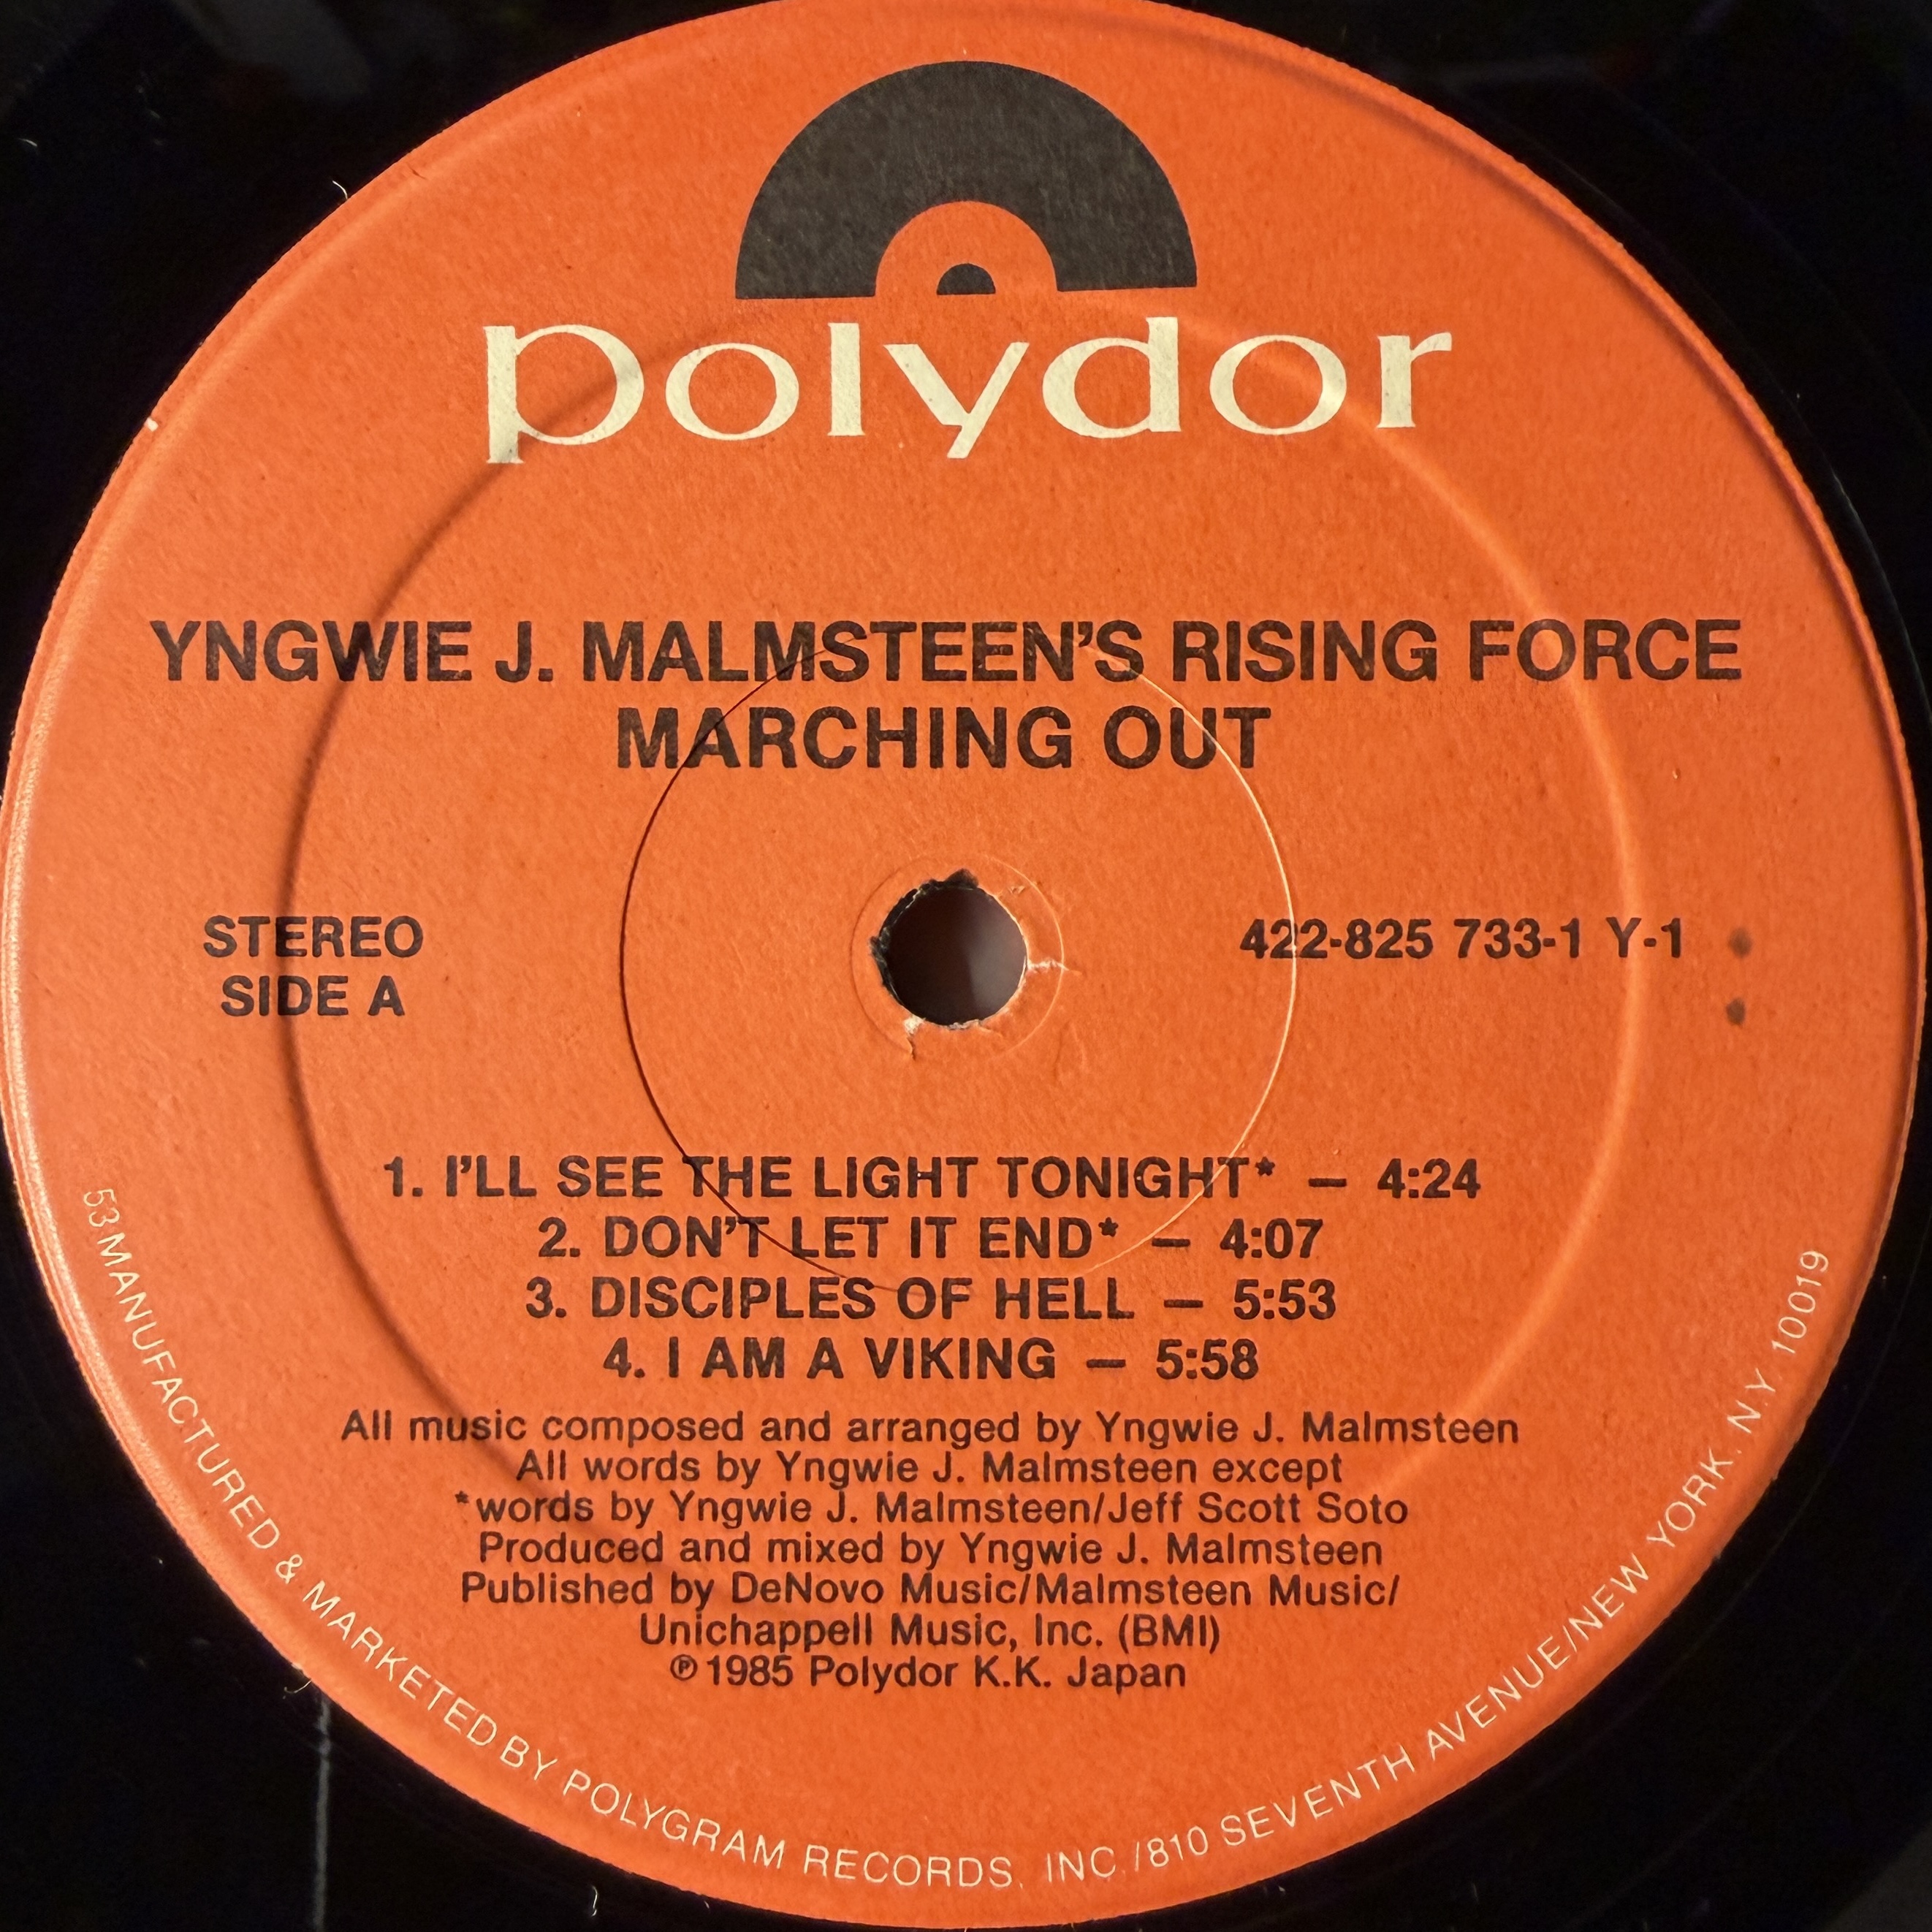 polydor
YNGWIE J. MALMSTEEN'S RISING FORCE
MARCHING OUT
STEREO
SIDE A
422-825 733-1 Y-1
1. I'LL SEE THE LIGHT TONIGHT* — 4:24
2. DON'T LET IT END* — 4:07
3. DISCIPLES OF HELL — 5:53
4. I AM A VIKING — 5:58
All music composed and arranged by Yngwie J. Malmsteen
All words by Yngwie J. Malmsteen except
*words by Yngwie J. Malmsteen/Jeff Scott Soto
Produced and mixed by Yngwie J. Malmsteen
Published by DeNovo Music/Malmsteen Music/
Unichappell Music, Inc. (BMI)
℗ 1985 Polydor K.K. Japan
53 MANUFACTURED & MARKETED BY POLYGRAM RECORDS, INC./810 SEVENTH AVENUE/NEW YORK, N.Y. 10019